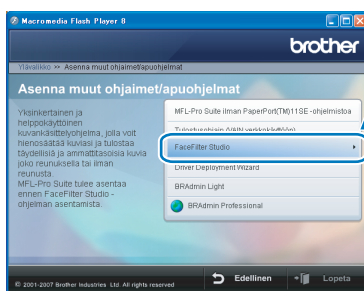 Macromedia Flash Player 8
brother
Ylävalikko >> Asenna muut ohjaimet/apuohjelmat
Asenna muut ohjaimet/apuohjelmat
Yksinkertainen ja
helppokäyttöinen
kuvankäsittelyohjelma, jolla voit
hienosäätää kuviasi ja tulostaa
täydellisiä ja ammattitasoisia kuvia
joko reunuksella tai ilman
reunusta.
MFL-Pro Suite tulee asentaa
ennen FaceFilter Studio -
ohjelman asentamista.
MFL-Pro Suite ilman PaperPort(TM)11SE -ohjelmistoa
Tulostusohjain (VAIN verkkokäyttöön)
FaceFilter Studio
Driver Deployment Wizard
BRAdmin Light
BRAdmin Professional
© 2001-2007 Brother Industries Ltd. All rights reserved
Edellinen
Lopeta